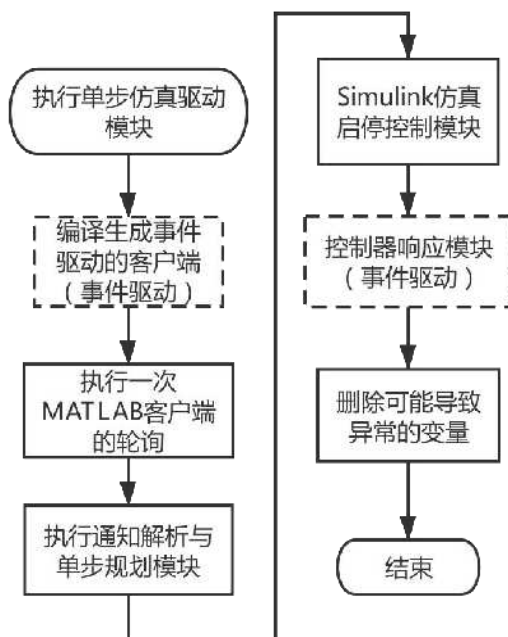 执行单步仿真驱动
模块
编译生成事件
驱动的客户端
（事件驱动）
执行一次
MATLAB客户端
的轮询
执行通知解析与
单步规划模块
Simulink仿真
启停控制模块
控制器响应模块
（事件驱动）
删除可能导致
异常的变量
结束